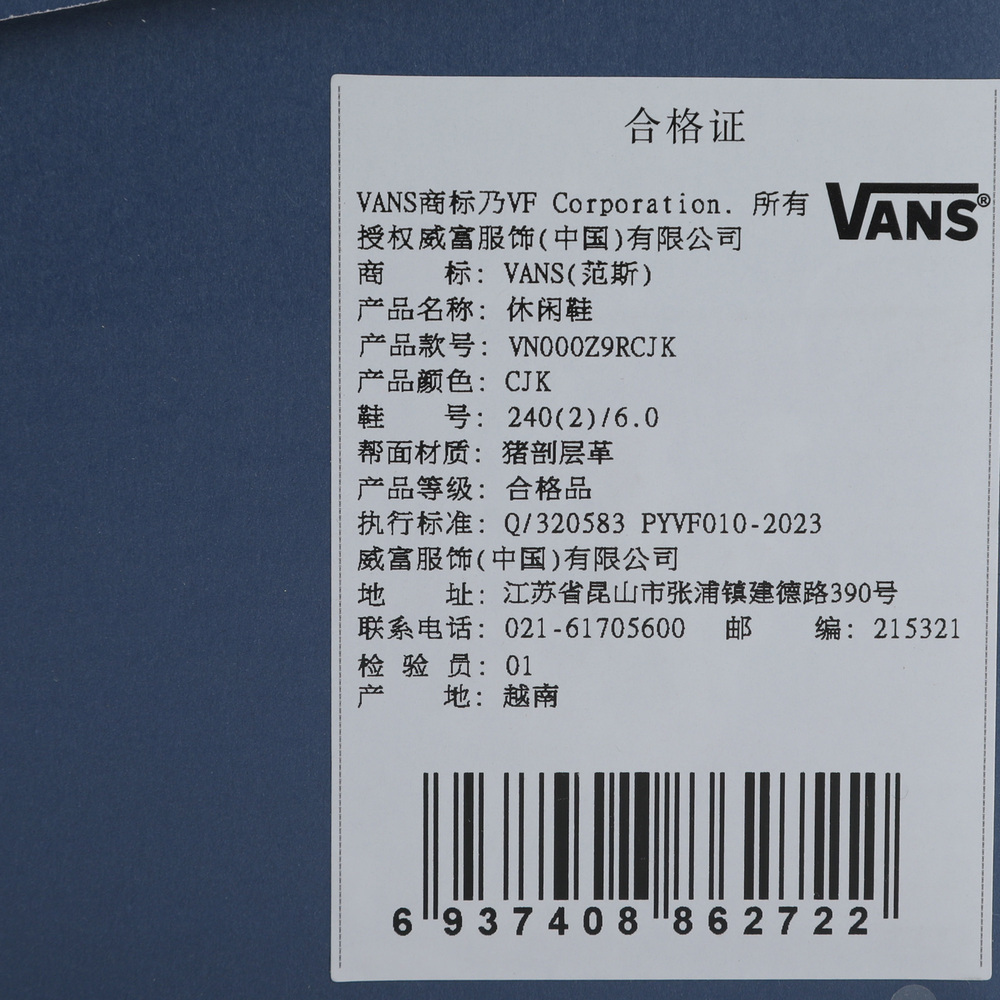 合格证
VANS商标乃VF Corporation. 所有
VANS®
授权威富服饰(中国)有限公司
商 标: VANS(范斯)
产品名称: 休闲鞋
产品款号: VN000Z9RCJK
产品颜色: CJK
鞋 号: 240(2)/6.0
帮面材质: 猪剖层革
产品等级: 合格品
执行标准: Q/320583 PYVF010-2023
威富服饰(中国)有限公司
地 址: 江苏省昆山市张浦镇建德路390号
联系电话: 021-61705600 邮 编: 215321
检 验 员: 01
产 地: 越南
6 937408 862722